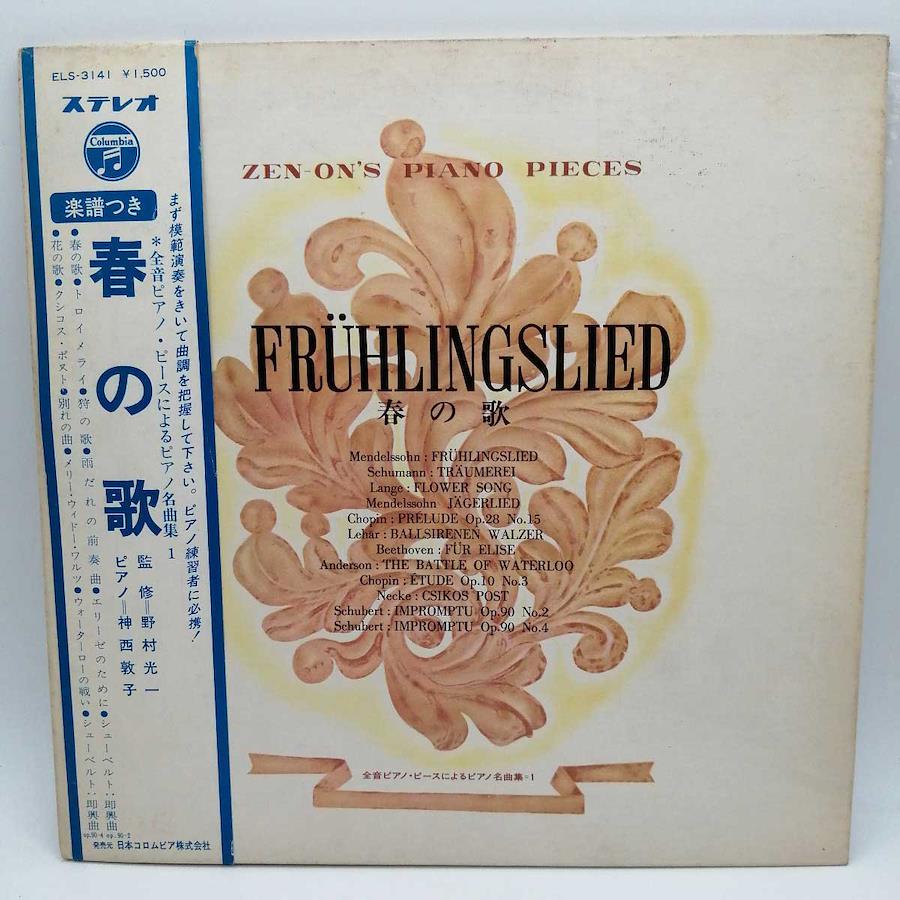 ELS-3141 ¥1,500
ステレオ
Columbia
楽譜つき
春の歌
監修=野村光一
ピアノ=神西敦子
まず模範演奏をきいて曲調を把握して下さい。ピアノ練習者に必携!
*全音ピアノ・ピースによるピアノ名曲集1
●春の歌●トロイメライ●狩の歌●雨だれの前奏曲●エリーゼのために●シューベルト:即興曲 op.90-2
●花の歌●クシコス・ポスト●別れの曲●メリー・ウィドー・ワルツ●ウォーターローの戦い●シューベルト:即興曲 op.90-4
発売元 日本コロムビア株式会社
ZEN-ON'S PIANO PIECES
FRÜHLINGSLIED
春の歌
Mendelssohn : FRÜHLINGSLIED
Schumann : TRÄUMEREI
Lange : FLOWER SONG
Mendelssohn JÄGERLIED
Chopin : PRELUDE Op.28 No.15
Lehár : BALLSIRENEN WALZER
Beethoven : FÜR ELISE
Anderson : THE BATTLE OF WATERLOO
Chopin : ÉTUDE Op.10 No.3
Necke : CSIKOS POST
Schubert : IMPROMPTU Op.90 No.2
Schubert : IMPROMPTU Op.90 No.4
全音ピアノ・ピースによるピアノ名曲集=1